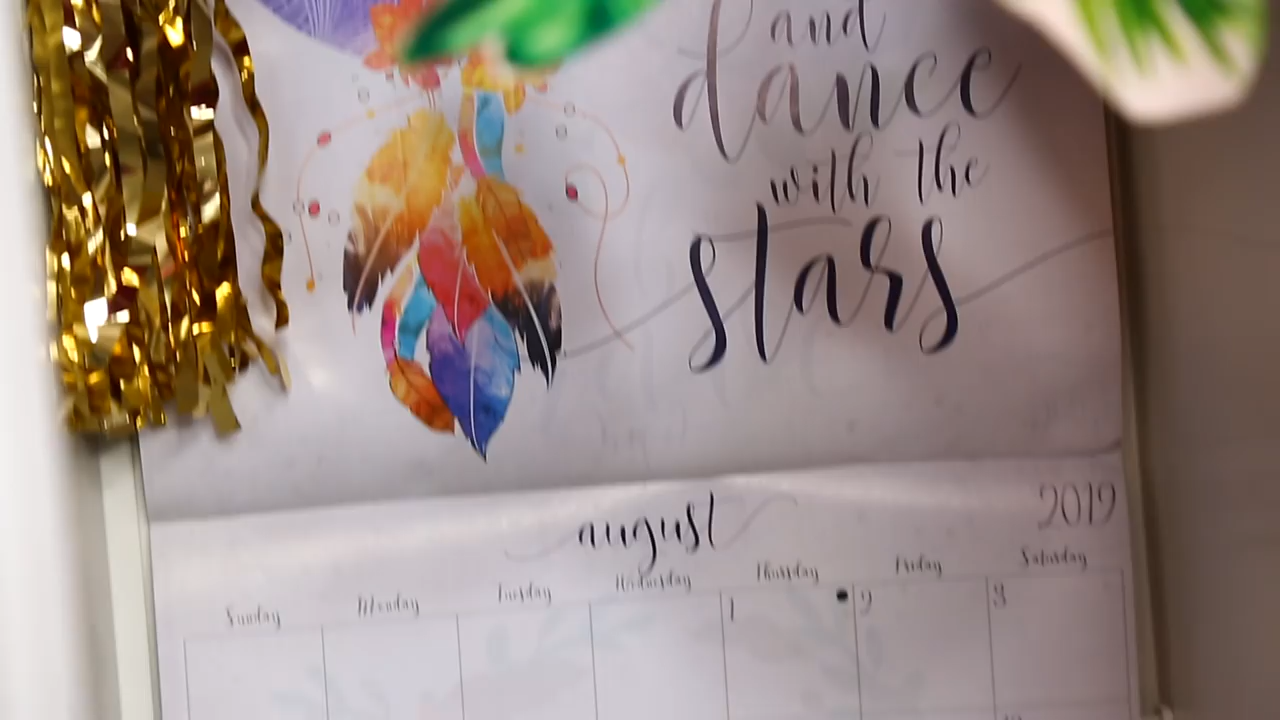 and
dance
with the
stars
august 2019
Sunday Monday Tuesday Wednesday Thursday Friday Saturday
1 2 3